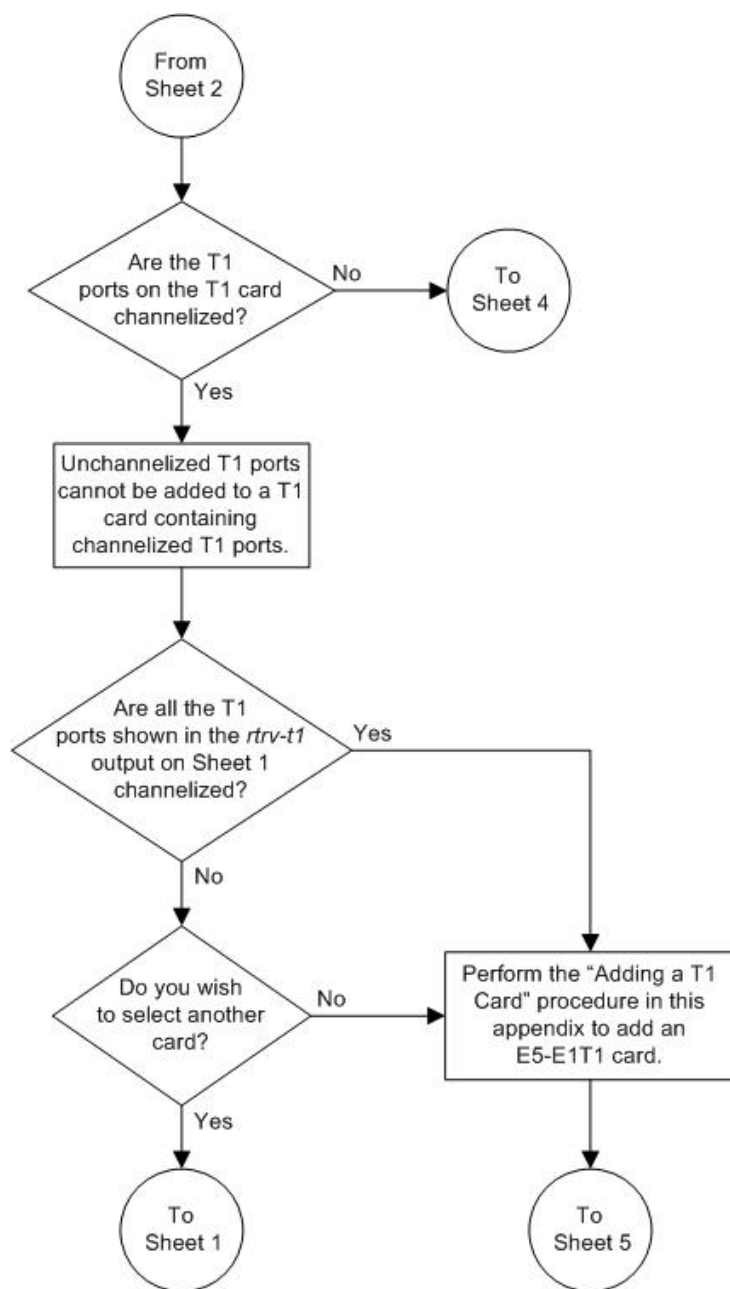 From
Sheet 2
Are the T1
ports on the T1 card
channelized?
No
To
Sheet 4
Yes
Unchannelized T1 ports
cannot be added to a T1
card containing
channelized T1 ports.
Are all the T1
ports shown in the rtrv-t1
output on Sheet 1
channelized?
Yes
No
Do you wish
to select another
card?
No
Perform the “Adding a T1
Card" procedure in this
appendix to add an
E5-E1T1 card.
Yes
To
Sheet 1
To
Sheet 5